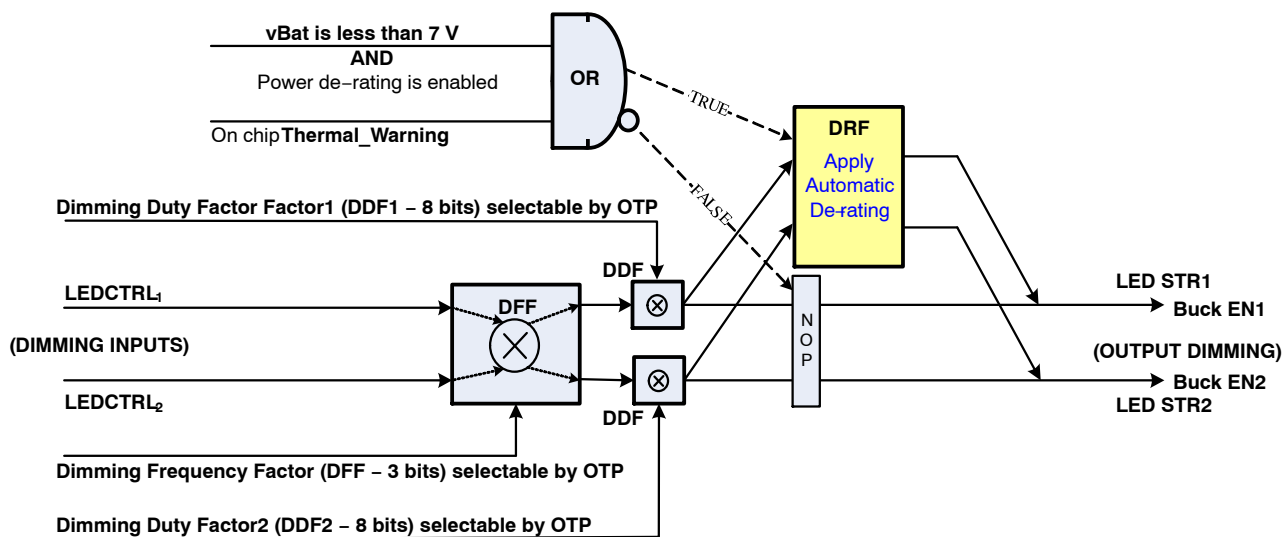 vBat is less than 7 V
AND
Power de-rating is enabled
OR
On chip Thermal_Warning
TRUE
FALSE
DRF
Apply
Automatic
De-rating
Dimming Duty Factor Factor1 (DDF1 – 8 bits) selectable by OTP
DDF
LEDCTRL1
DFF
⊗
LED STR1
Buck EN1
NOP
(DIMMING INPUTS)
(OUTPUT DIMMING)
⊗
Buck EN2
LEDCTRL2
DDF
LED STR2
Dimming Frequency Factor (DFF – 3 bits) selectable by OTP
Dimming Duty Factor2 (DDF2 – 8 bits) selectable by OTP